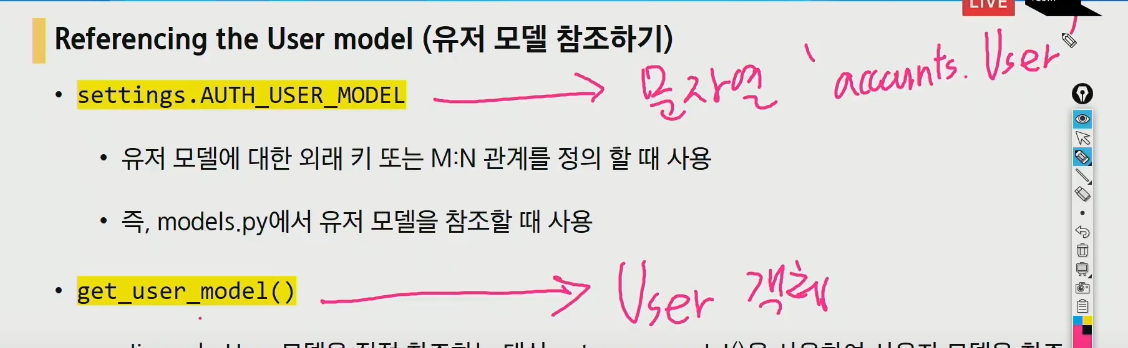 LIVE
Referencing the User model (유저 모델 참조하기)
• settings.AUTH_USER_MODEL 문자열 'accounts.User'
• 유저 모델에 대한 외래 키 또는 M:N 관계를 정의 할 때 사용
• 즉, models.py에서 유저 모델을 참조할 때 사용
• get_user_model() User 객체